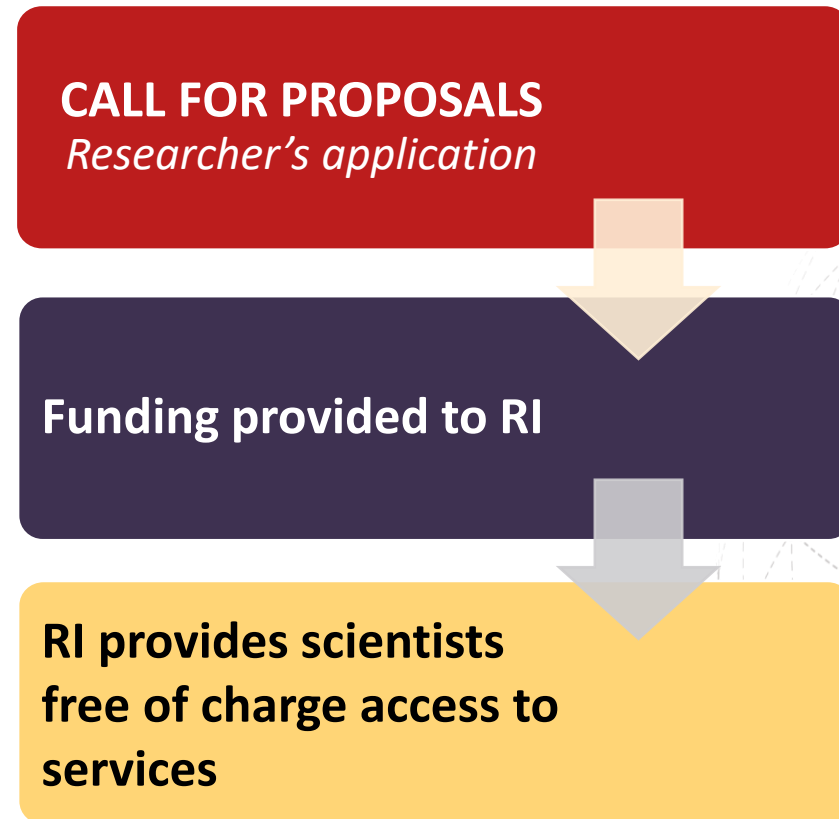 CALL FOR PROPOSALS
Researcher’s application
Funding provided to RI
RI provides scientists
free of charge access to
services